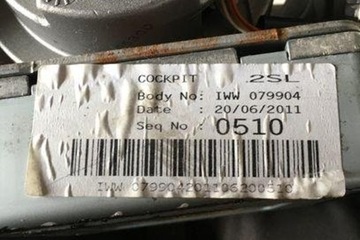 COCKPIT .2SL
Body No: IWW 079904
Date : 20/06/2011
Seq No : 0510
IWW 079904201106200510